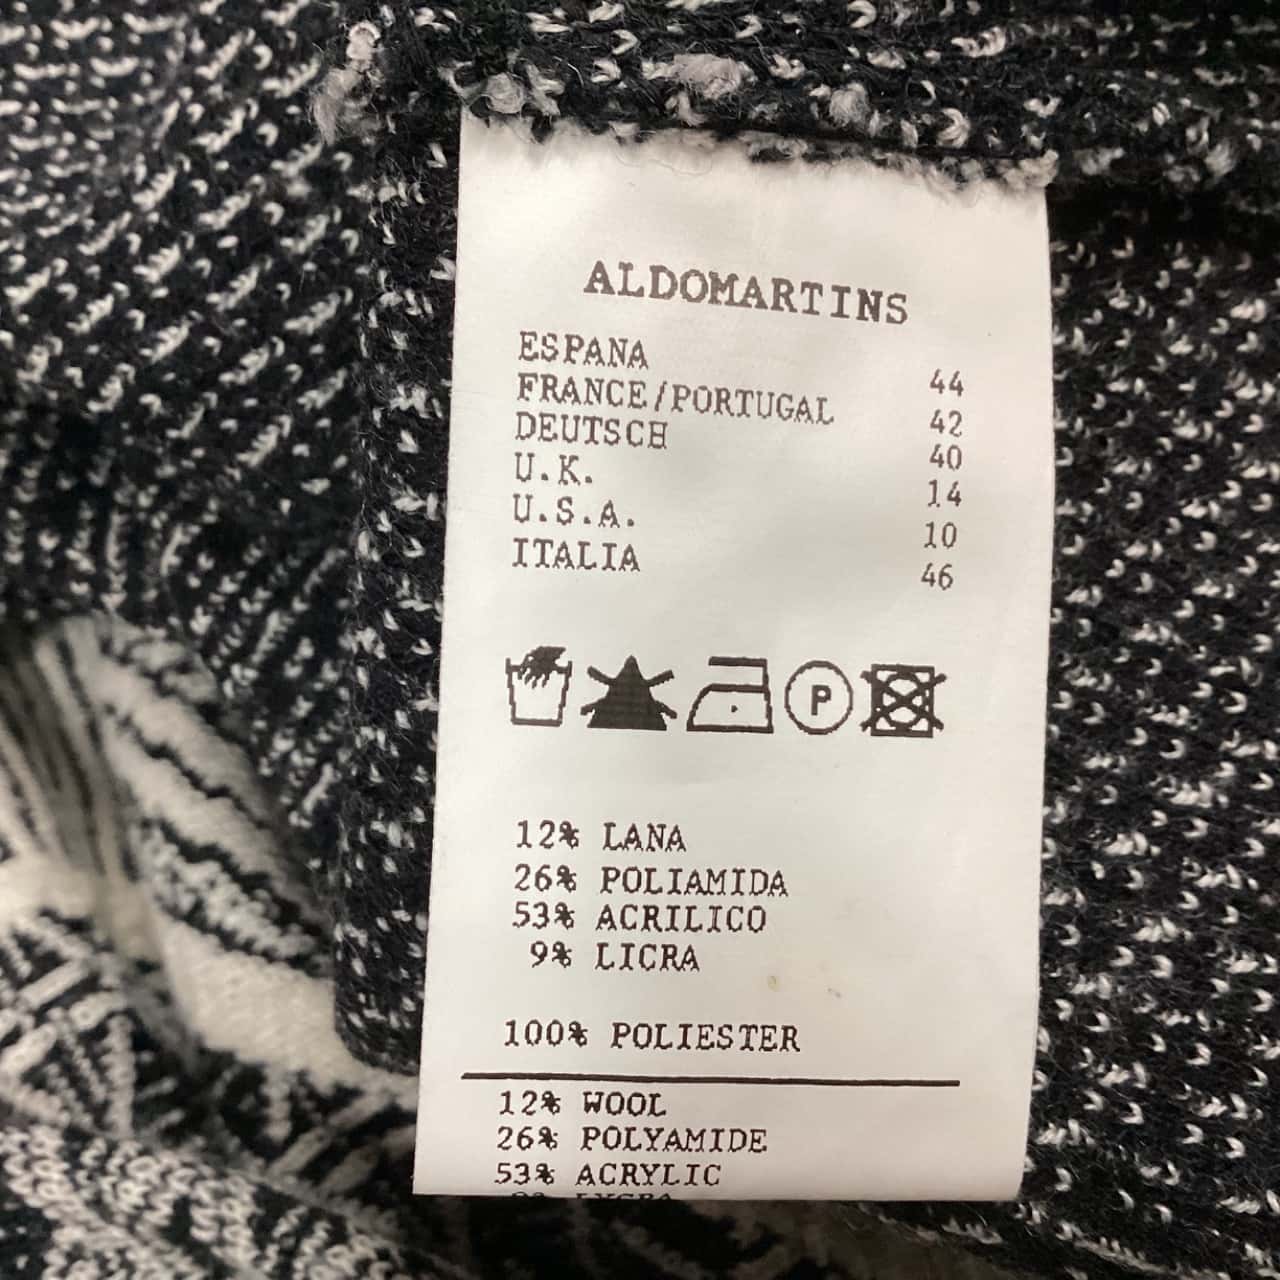 ALDOMARTINS
ESPANA 44
FRANCE/PORTUGAL 42
DEUTSCH 40
U.K. 14
U.S.A. 10
ITALIA 46
P
12% LANA
26% POLIAMIDA
53% ACRILICO
9% LICRA
100% POLIESTER
12% WOOL
26% POLYAMIDE
53% ACRYLIC